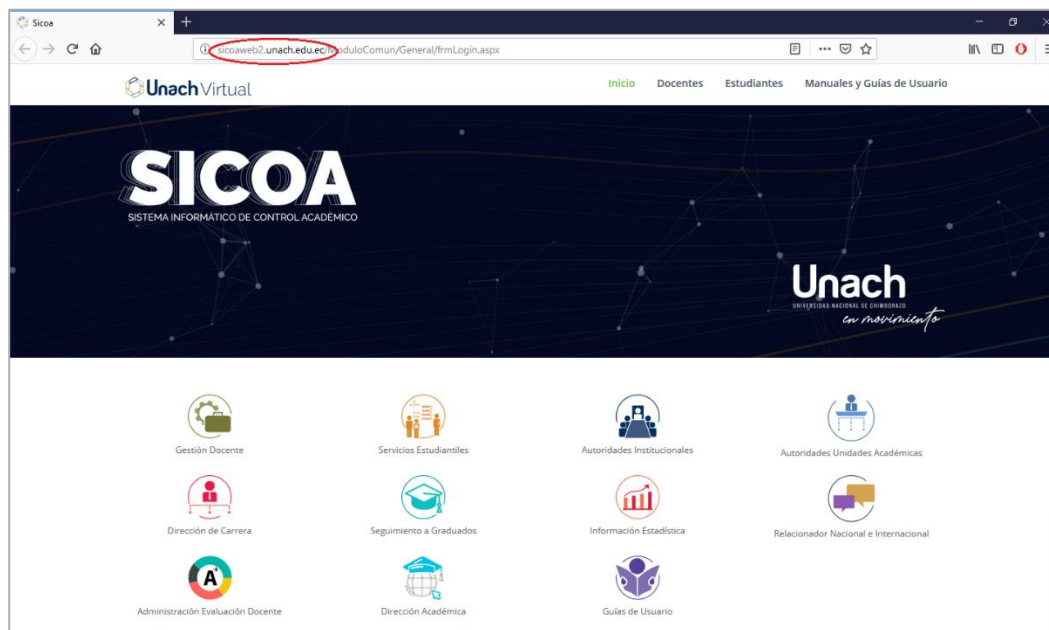 Sicoa
sicoaweb2.unach.edu.ec/ModuloComun/General/frmLogin.aspx
Unach Virtual
Inicio Docentes Estudiantes Manuales y Guías de Usuario
SICOA
SISTEMA INFORMÁTICO DE CONTROL ACADÉMICO
Unach
UNIVERSIDAD NACIONAL DE CHIMBORAZO
en movimiento
Gestión Docente Servicios Estudiantiles Autoridades Institucionales Autoridades Unidades Académicas
Dirección de Carrera Seguimiento a Graduados Información Estadística Relacionador Nacional e Internacional
A+
Administración Evaluación Docente Dirección Académica Guías de Usuario